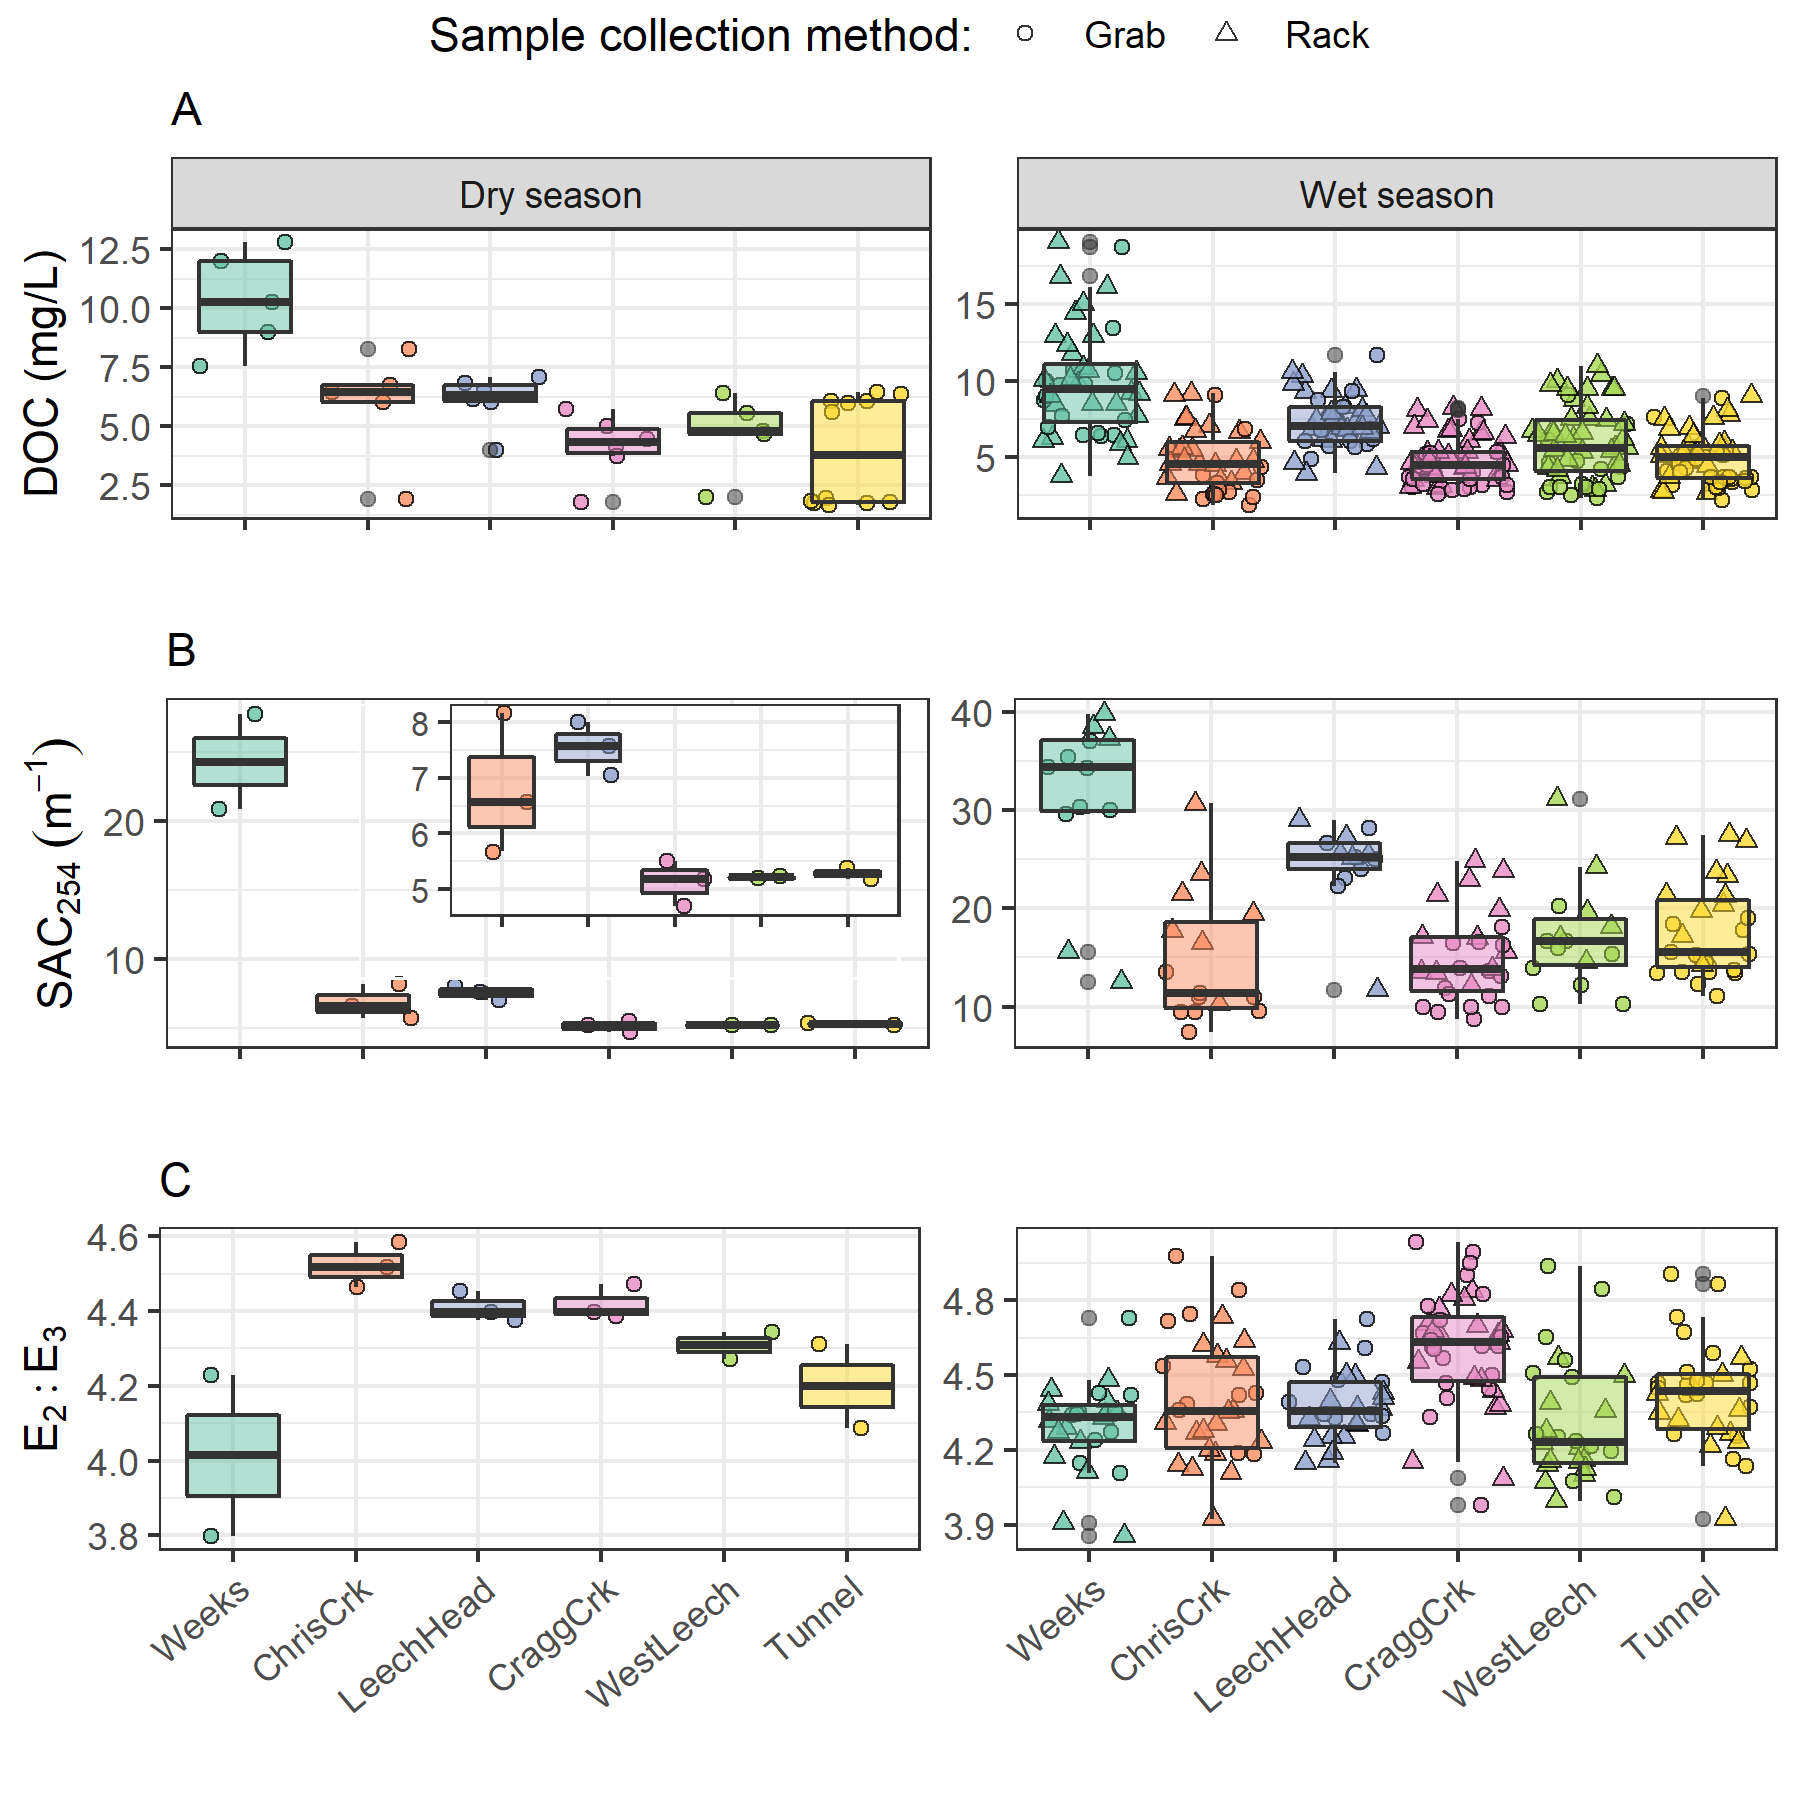 Sample collection method: Grab Rack
A
Dry season Wet season
DOC (mg/L)
12.5
10.0
7.5
5.0
2.5
15
10
5
B
SAC₂₅₄ (m⁻¹)
20
10
8
7
6
5
40
30
20
10
C
E₂ : E₃
4.6
4.4
4.2
4.0
3.8
4.8
4.5
4.2
3.9
Weeks ChrisCrk LeechHead CraggCrk WestLeech Tunnel
Weeks ChrisCrk LeechHead CraggCrk WestLeech Tunnel